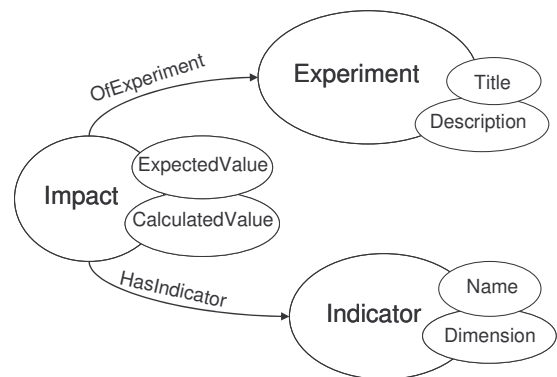 OfExperiment
Experiment
Title
Description
Impact
ExpectedValue
CalculatedValue
HasIndicator
Indicator
Name
Dimension